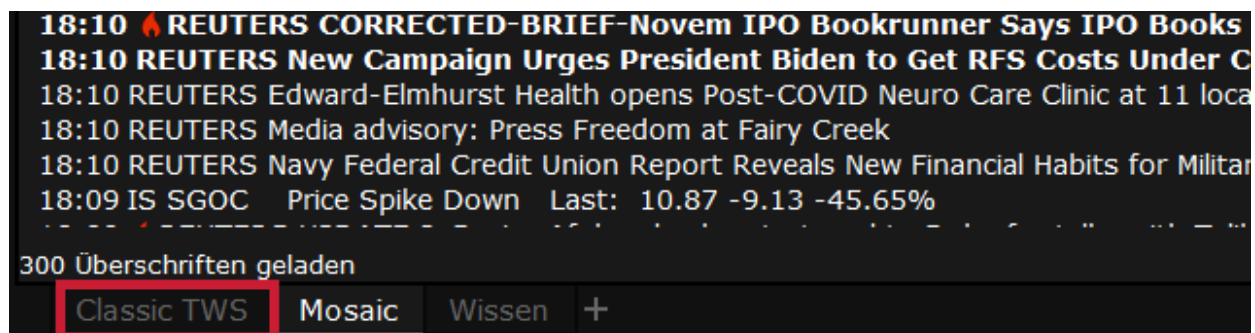 18:10 REUTERS CORRECTED-BRIEF-Novem IPO Bookrunner Says IPO Books
18:10 REUTERS New Campaign Urges President Biden to Get RFS Costs Under C
18:10 REUTERS Edward-Elmhurst Health opens Post-COVID Neuro Care Clinic at 11 loca
18:10 REUTERS Media advisory: Press Freedom at Fairy Creek
18:10 REUTERS Navy Federal Credit Union Report Reveals New Financial Habits for Militar
18:09 IS SGOC Price Spike Down Last: 10.87 -9.13 -45.65%
300 Überschriften geladen
Classic TWS Mosaic Wissen +